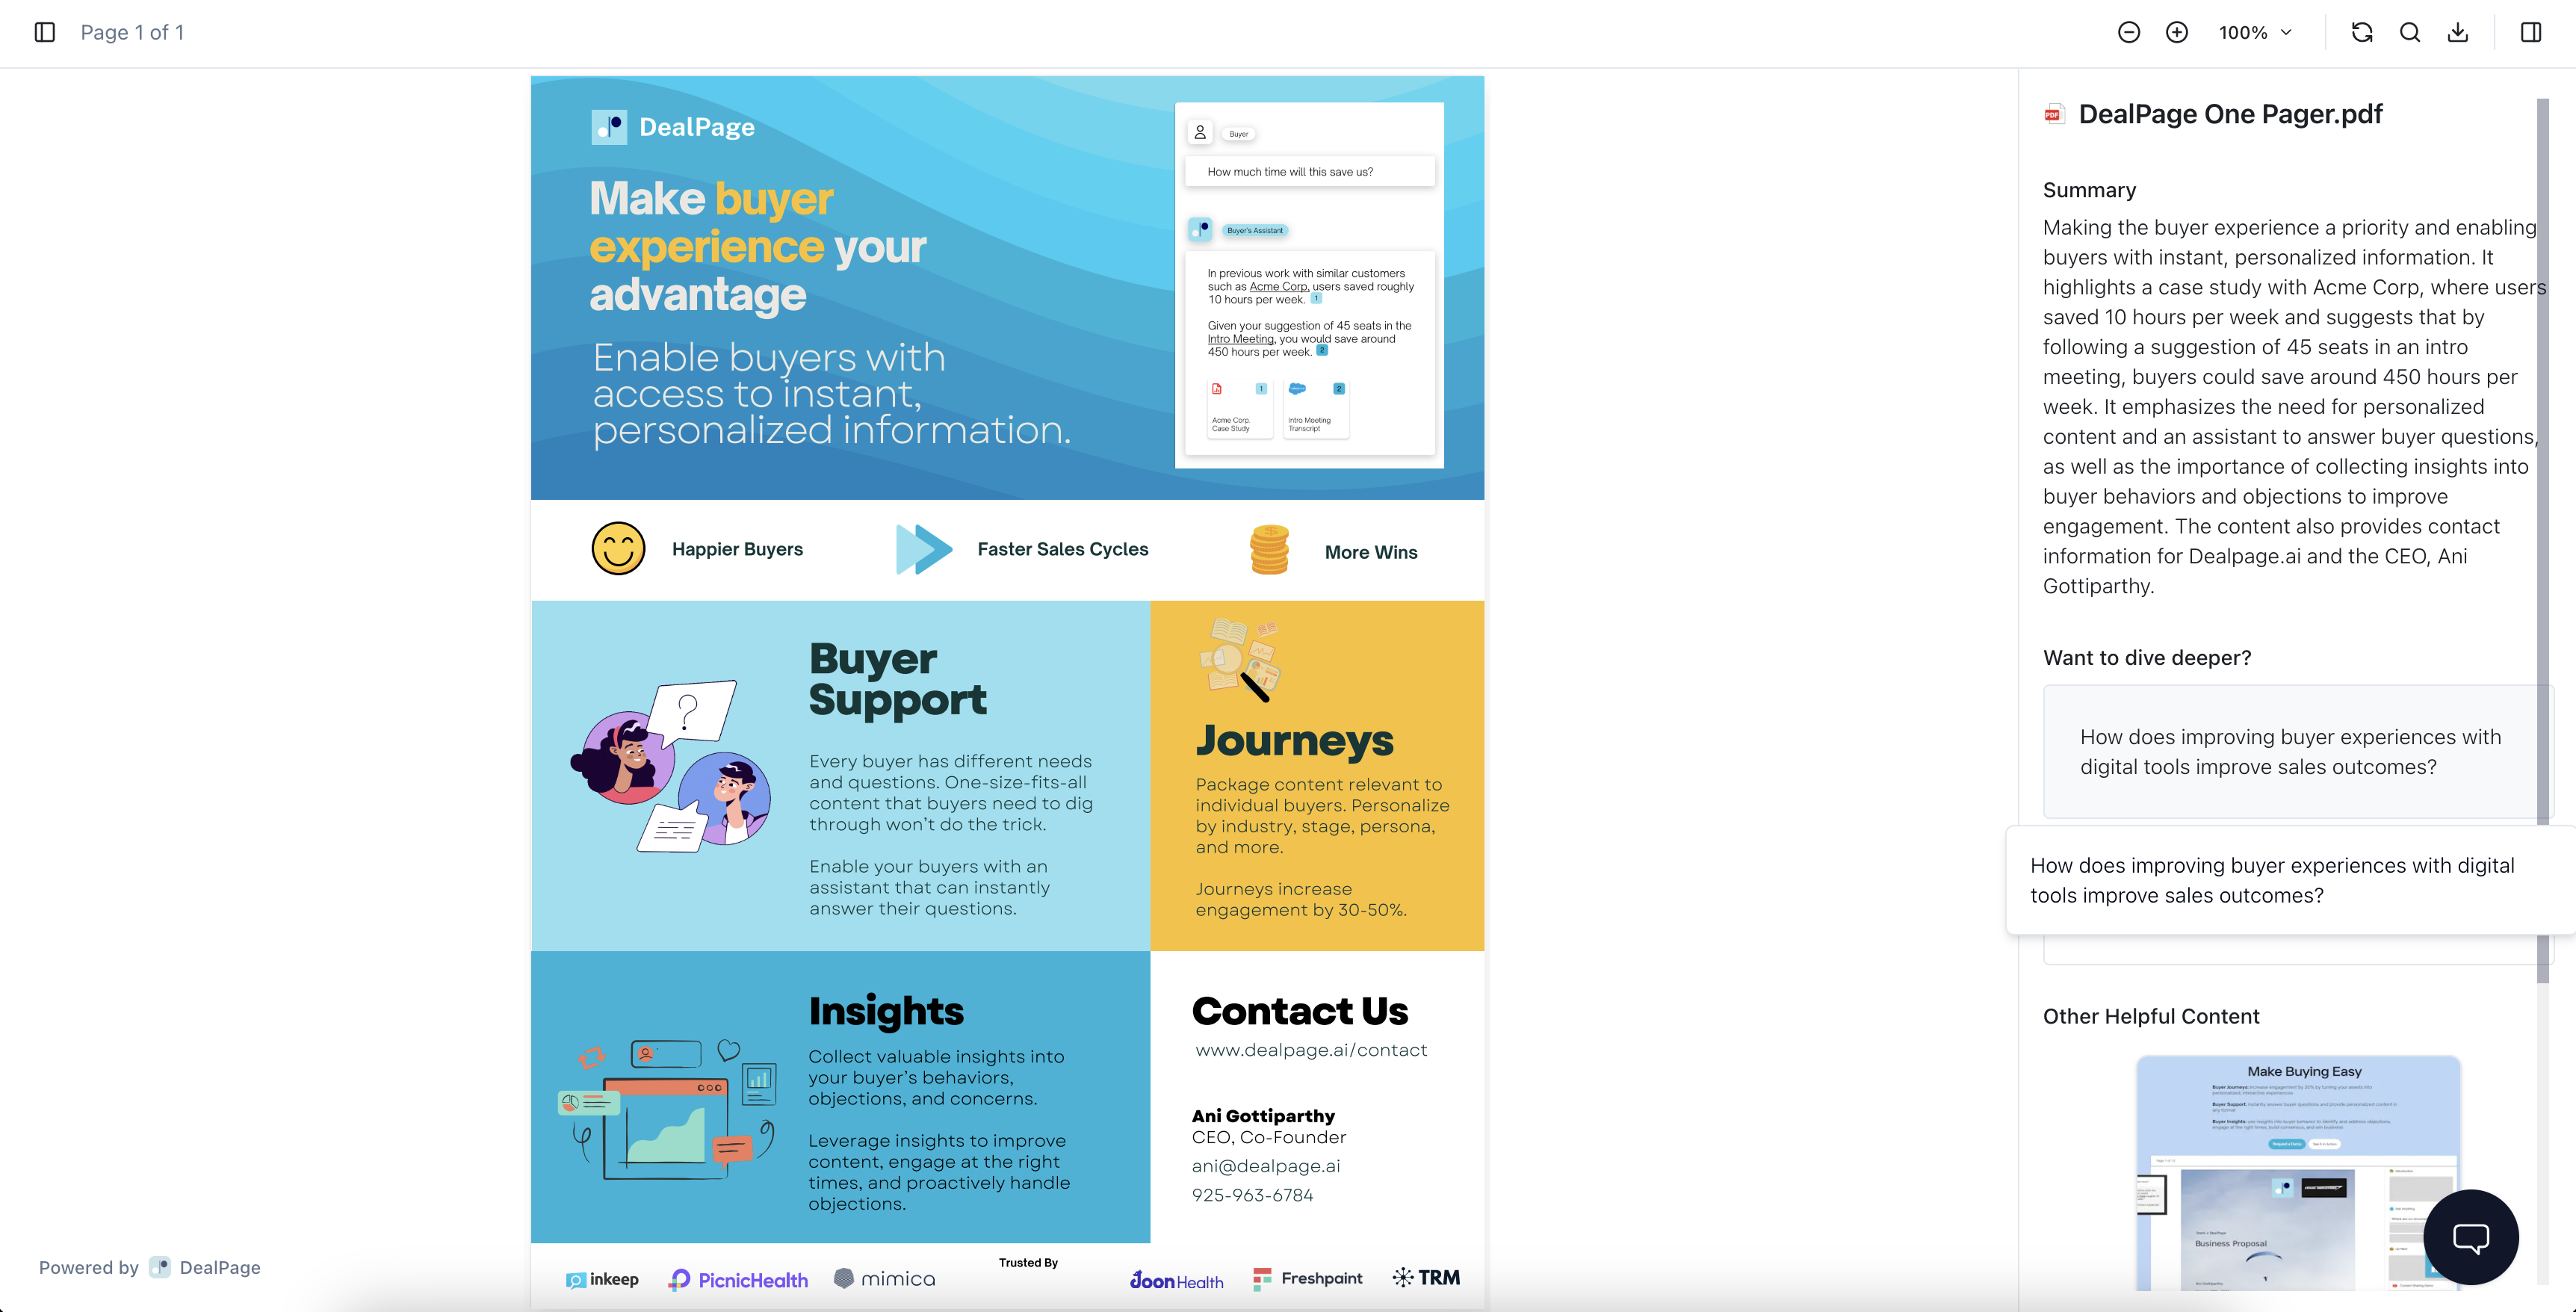 Page 1 of 1
100%
DealPage
Make buyer
experience your
advantage
Enable buyers with
access to instant,
personalized information.
Buyer
How much time will this save us?
Buyer's Assistant
In previous work with similar customers
such as Acme Corp, users saved roughly
10 hours per week. 1
Given your suggestion of 45 seats in the
Intro Meeting, you would save around
450 hours per week. 2
1
Acme Corp.
Case Study
2
Intro Meeting
Transcript
Happier Buyers
Faster Sales Cycles
More Wins
Buyer
Support
Every buyer has different needs
and questions. One-size-fits-all
content that buyers need to dig
through won't do the trick.
Enable your buyers with an
assistant that can instantly
answer their questions.
Journeys
Package content relevant to
individual buyers. Personalize
by industry, stage, persona,
and more.
Journeys increase
engagement by 30-50%.
Insights
Collect valuable insights into
your buyer's behaviors,
objections, and concerns.
Leverage insights to improve
content, engage at the right
times, and proactively handle
objections.
Contact Us
www.dealpage.ai/contact
Ani Gottiparthy
CEO, Co-Founder
ani@dealpage.ai
925-963-6784
Trusted By
inkeep
PicnicHealth
mimica
Joon Health
Freshpaint
TRM
Powered by DealPage
PDF
DealPage One Pager.pdf
Summary
Making the buyer experience a priority and enabling
buyers with instant, personalized information. It
highlights a case study with Acme Corp, where users
saved 10 hours per week and suggests that by
following a suggestion of 45 seats in an intro
meeting, buyers could save around 450 hours per
week. It emphasizes the need for personalized
content and an assistant to answer buyer questions,
as well as the importance of collecting insights into
buyer behaviors and objections to improve
engagement. The content also provides contact
information for Dealpage.ai and the CEO, Ani
Gottiparthy.
Want to dive deeper?
How does improving buyer experiences with
digital tools improve sales outcomes?
How does improving buyer experiences with digital
tools improve sales outcomes?
Other Helpful Content
Make Buying Easy
Business Proposal